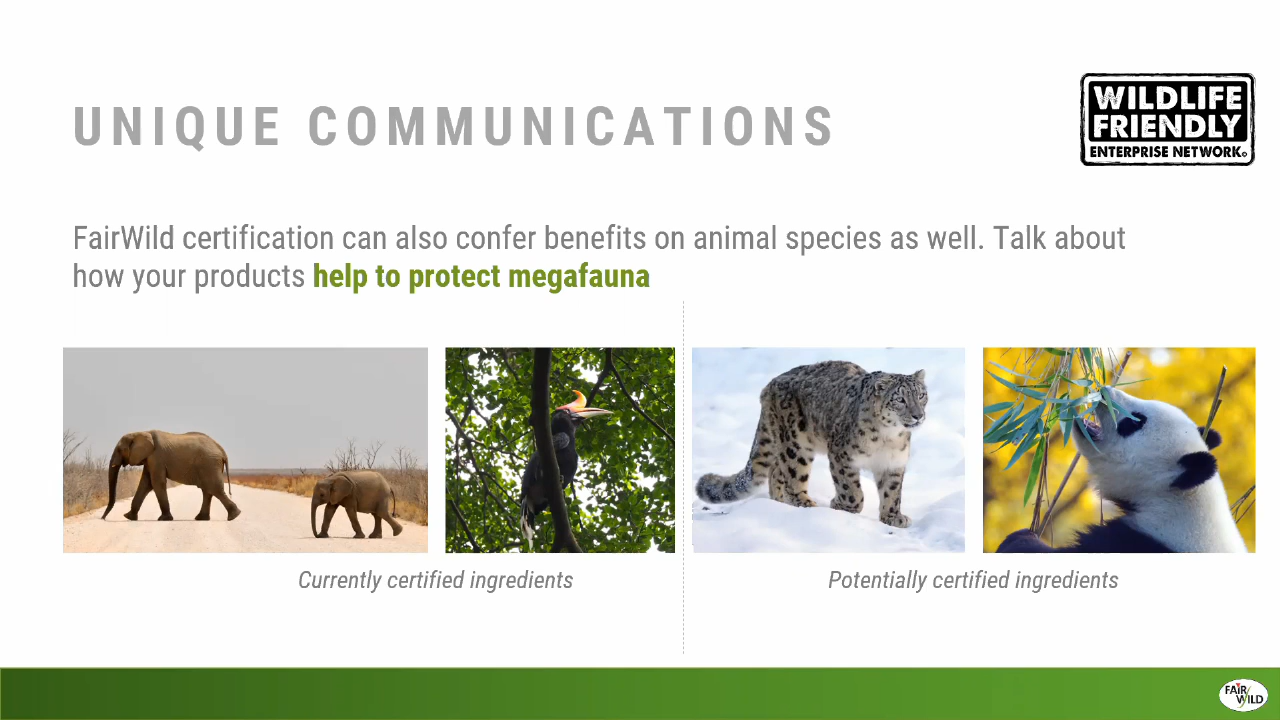 UNIQUE COMMUNICATIONS
WILDLIFE
FRIENDLY
ENTERPRISE NETWORK
FairWild certification can also confer benefits on animal species as well. Talk about
how your products help to protect megafauna
Currently certified ingredients
Potentially certified ingredients
FAIR
WILD